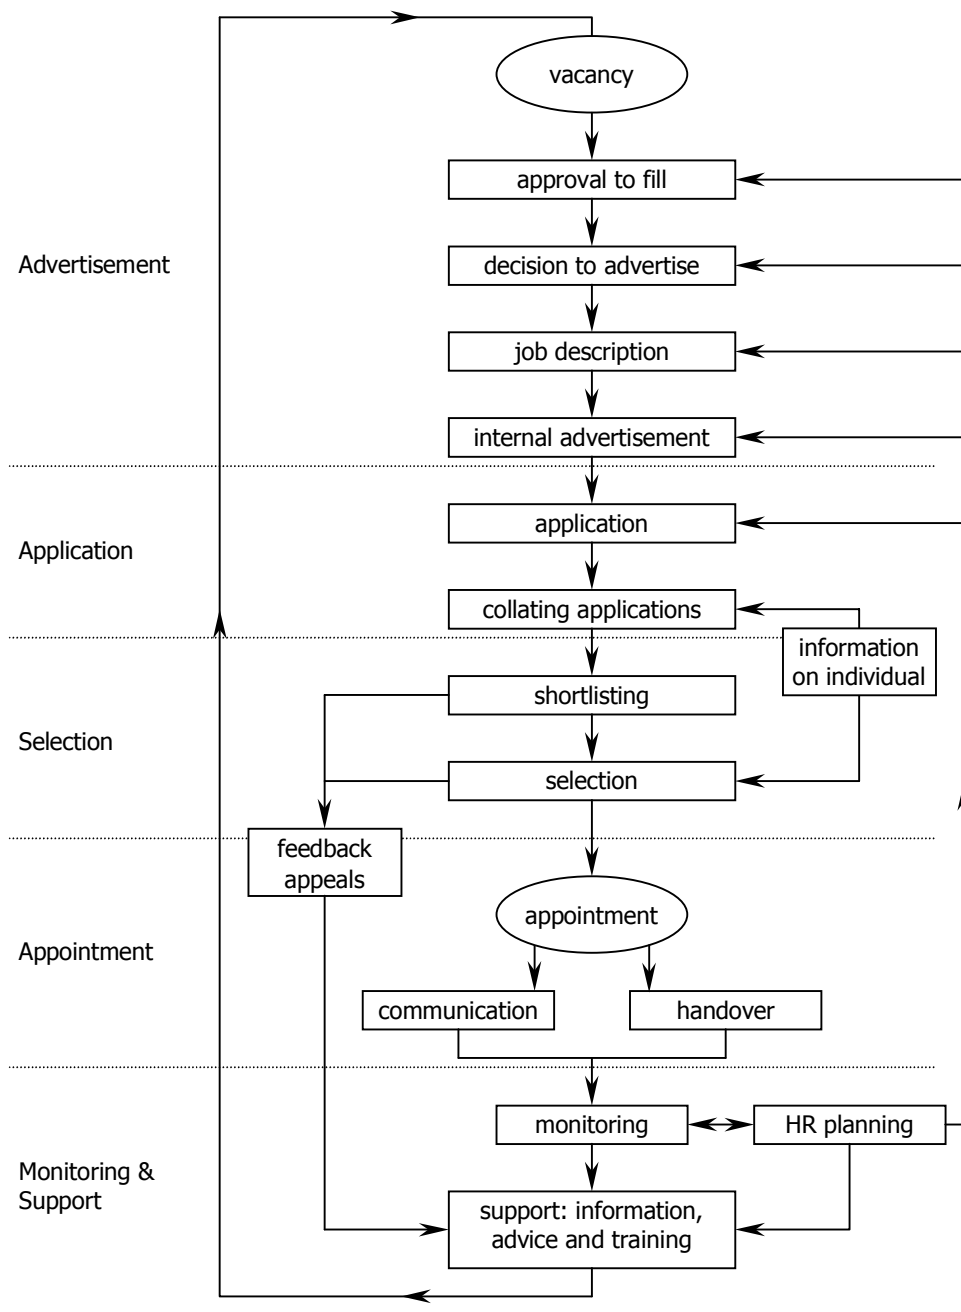 vacancy
approval to fill
Advertisement
decision to advertise
job description
internal advertisement
application
Application
collating applications
information
on individual
shortlisting
Selection
selection
feedback
appeals
appointment
Appointment
communication
handover
monitoring
HR planning
Monitoring &
Support
support: information,
advice and training